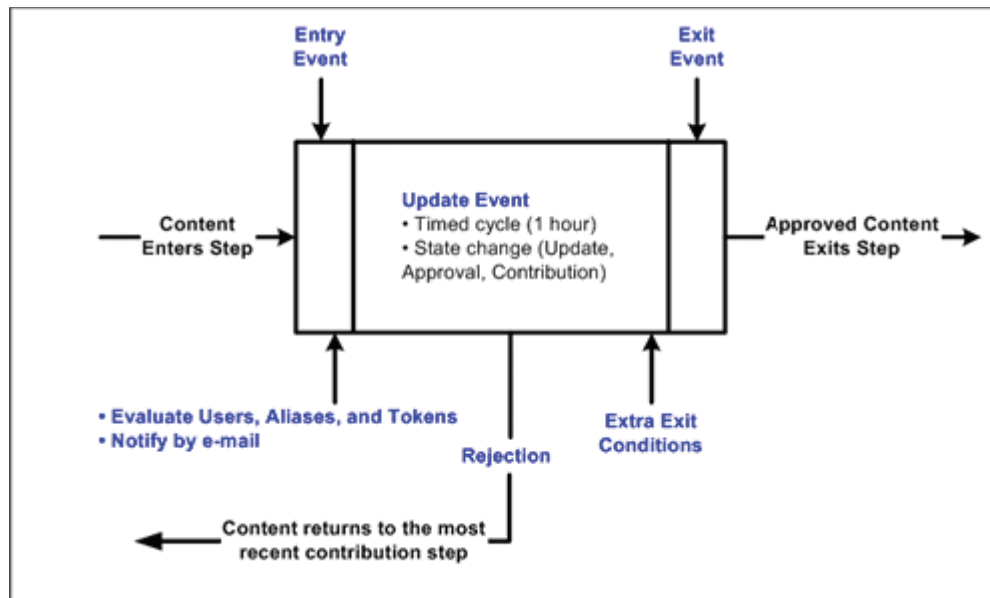 Entry
Event
Exit
Event
Content
Enters Step
Update Event
• Timed cycle (1 hour)
• State change (Update,
Approval, Contribution)
Approved Content
Exits Step
• Evaluate Users, Aliases, and Tokens
• Notify by e-mail
Extra Exit
Conditions
Rejection
Content returns to the most
recent contribution step